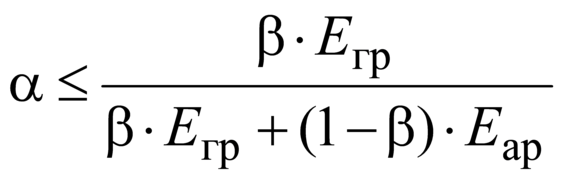 α ≤ β · E_гр / (β · E_гр + (1 − β) · E_ар)